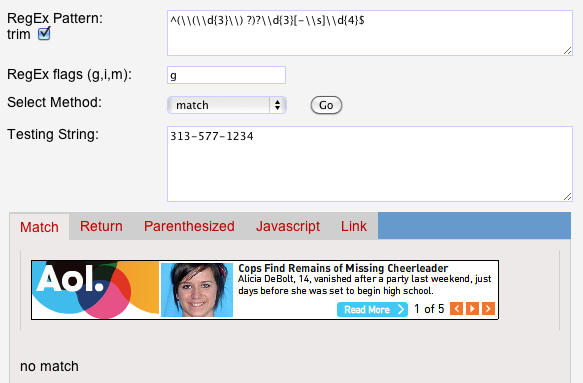 RegEx Pattern:
trim
^(\\(\\d{3}\\) ?)?\\d{3}[-\\s]\\d{4}$
RegEx flags (g,i,m):
g
Select Method:
match
Go
Testing String:
313-577-1234
Match Return Parenthesized Javascript Link
Aol.
Cops Find Remains of Missing Cheerleader
Alicia DeBolt, 14, vanished after a party last weekend, just
days before she was set to begin high school.
Read More 1 of 5
no match